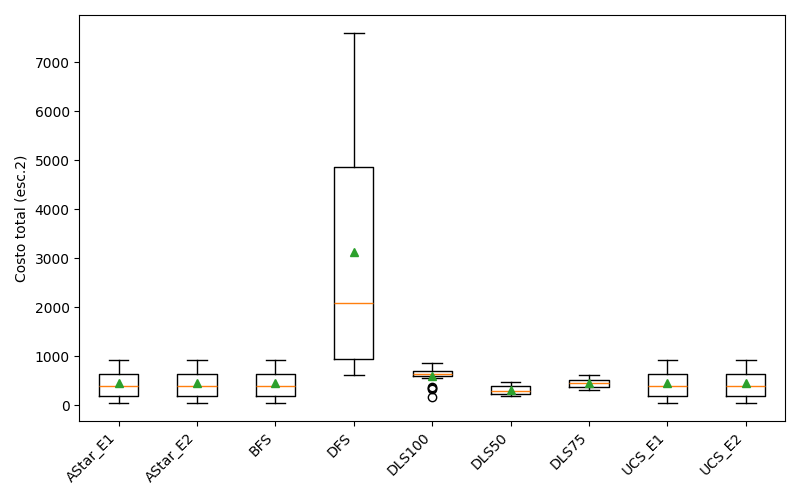 Costo total (esc.2)
7000
6000
5000
4000
3000
2000
1000
0
AStar_E1
AStar_E2
BFS
DFS
DLS100
DLS50
DLS75
UCS_E1
UCS_E2